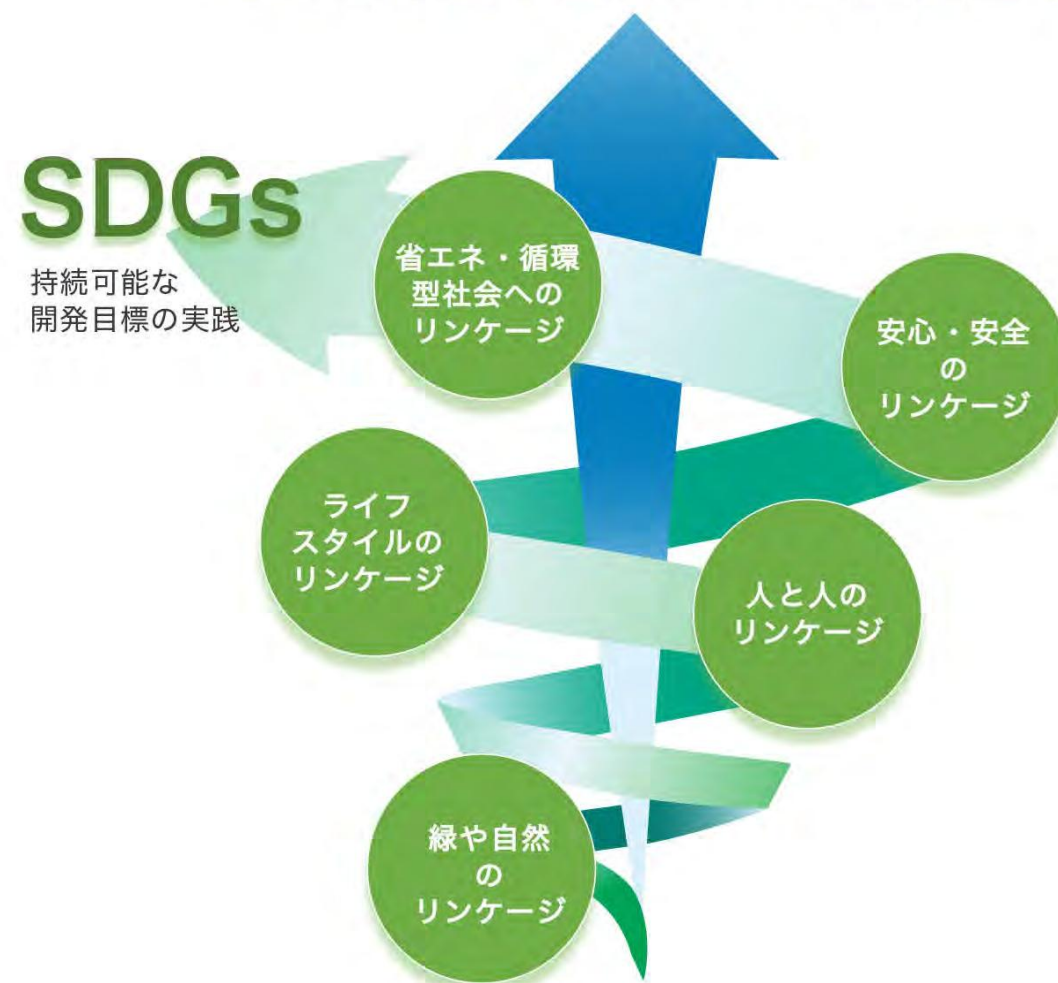 SDGs
持続可能な
開発目標の実践
省エネ・循環
型社会への
リンケージ
安心・安全
の
リンケージ
ライフ
スタイルの
リンケージ
人と人の
リンケージ
緑や自然
の
リンケージ